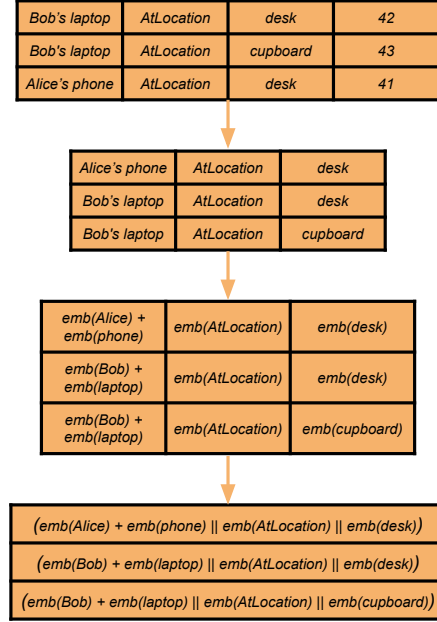 Bob's laptop AtLocation desk 42
Bob's laptop AtLocation cupboard 43
Alice's phone AtLocation desk 41
Alice's phone AtLocation desk
Bob's laptop AtLocation desk
Bob's laptop AtLocation cupboard
emb(Alice) + emb(AtLocation) emb(desk)
emb(phone)
emb(Bob) + emb(AtLocation) emb(desk)
emb(laptop)
emb(Bob) + emb(AtLocation) emb(cupboard)
emb(laptop)
(emb(Alice) + emb(phone) || emb(AtLocation) || emb(desk))
(emb(Bob) + emb(laptop) || emb(AtLocation) || emb(desk))
(emb(Bob) + emb(laptop) || emb(AtLocation) || emb(cupboard))